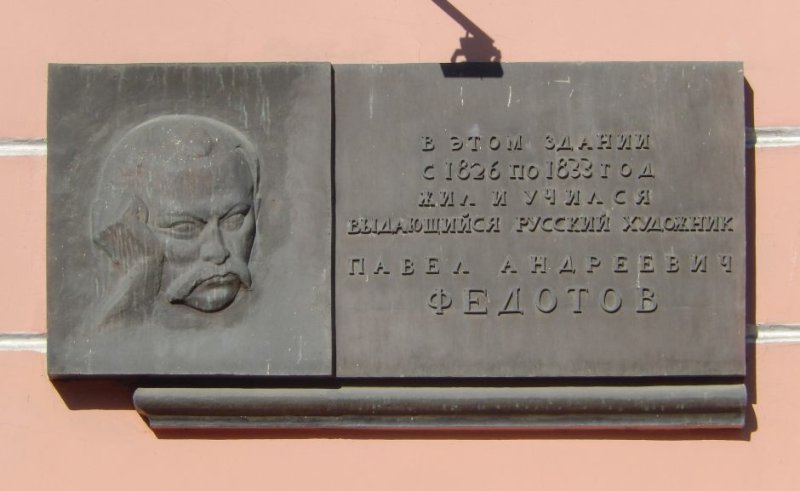 В ЭТОМ ЗДАНИИ
С 1826 ПО 1833 ГОД
ЖИЛ И УЧИЛСЯ
ВЫДАЮЩИЙСЯ РУССКИЙ ХУДОЖНИК
ПАВЕЛ АНДРЕЕВИЧ
ФЕДОТОВ